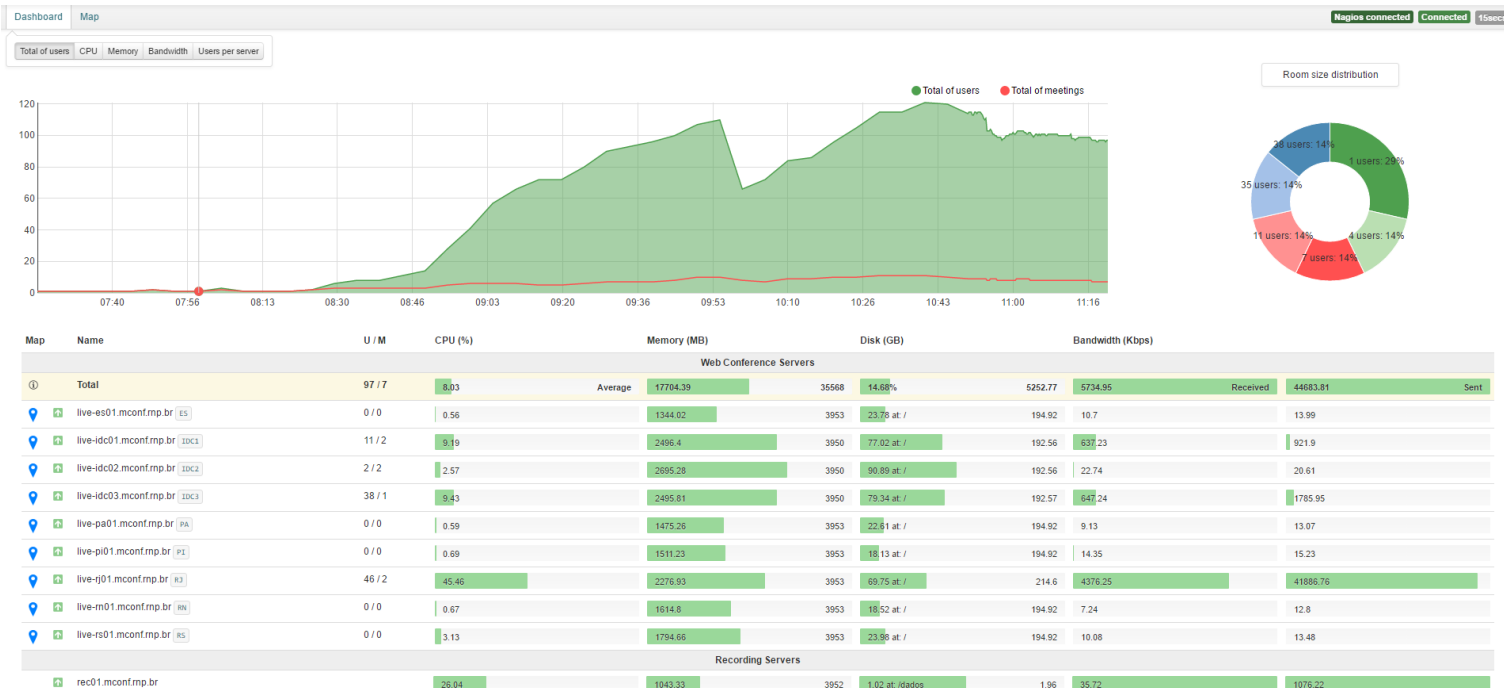 Dashboard Map Nagios connected Connected 15sec
Total of users CPU Memory Bandwidth Users per server
Room size distribution
Total of users Total of meetings
120
100
80
60
40
20
0
07:40 07:56 08:13 08:30 08:46 09:03 09:20 09:36 09:53 10:10 10:26 10:43 11:00 11:16
38 users: 14%
1 users: 29%
35 users: 14%
11 users: 14%
4 users: 14%
7 users: 14%
Map Name U / M CPU (%) Memory (MB) Disk (GB) Bandwidth (Kbps)
Web Conference Servers
Total 97 / 7 8.03 Average 17704.39 35568 14.68% 5252.77 5734.95 Received 44683.81 Sent
live-es01.mconf.rnp.br ES 0 / 0 0.56 1344.02 3953 23.78 at: / 194.92 10.7 13.99
live-idc01.mconf.rnp.br IDC1 11 / 2 9.19 2496.4 3950 77.02 at: / 192.56 637.23 921.9
live-idc02.mconf.rnp.br IDC2 2 / 2 2.57 2695.28 3950 90.89 at: / 192.56 22.74 20.61
live-idc03.mconf.rnp.br IDC3 38 / 1 9.43 2495.81 3950 79.34 at: / 192.57 647.24 1785.95
live-pa01.mconf.rnp.br PA 0 / 0 0.59 1475.26 3953 22.61 at: / 194.92 9.13 13.07
live-pi01.mconf.rnp.br PI 0 / 0 0.69 1511.23 3953 18.13 at: / 194.92 14.35 15.23
live-rj01.mconf.rnp.br RJ 46 / 2 45.46 2276.93 3953 69.75 at: / 214.6 4376.25 41886.76
live-rn01.mconf.rnp.br RN 0 / 0 0.67 1614.8 3953 18.52 at: / 194.92 7.24 12.8
live-rs01.mconf.rnp.br RS 0 / 0 3.13 1794.66 3953 23.98 at: / 194.92 10.08 13.48
Recording Servers
rec01.mconf.rnp.br 26.04 1043.33 3952 1.02 at: /dados 1.96 35.72 1076.22